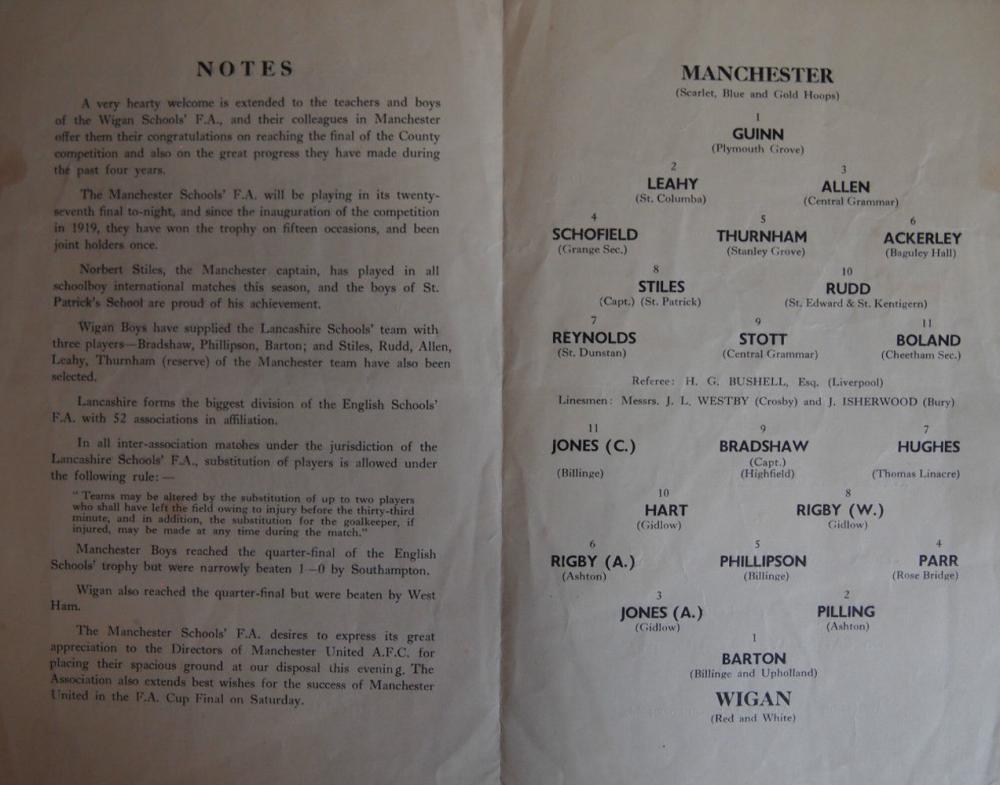 NOTES
A very hearty welcome is extended to the teachers and boys
of the Wigan Schools' F.A., and their colleagues in Manchester
offer them their congratulations on reaching the final of the County
competition and also on the great progress they have made during
the past four years.
The Manchester Schools' F.A. will be playing in its twenty-
seventh final to-night, and since the inauguration of the competition
in 1919, they have won the trophy on fifteen occasions, and been
joint holders once.
Norbert Stiles, the Manchester captain, has played in all
schoolboy international matches this season, and the boys of St.
Patrick's School are proud of his achievement.
Wigan Boys have supplied the Lancashire Schools' team with
three players—Bradshaw, Phillipson, Barton; and Stiles, Rudd, Allen,
Leahy, Thurnham (reserve) of the Manchester team have also been
selected.
Lancashire forms the biggest division of the English Schools'
F.A. with 52 associations in affiliation.
In all inter-association matches under the jurisdiction of the
Lancashire Schools' F.A., substitution of players is allowed under
the following rule: —
" Teams may be altered by the substitution of up to two players
who shall have left the field owing to injury before the thirty-third
minute, and in addition, the substitution for the goalkeeper, if
injured, may be made at any time during the match."
Manchester Boys reached the quarter-final of the English
Schools' trophy but were narrowly beaten 1—0 by Southampton.
Wigan also reached the quarter-final but were beaten by West
Ham.
The Manchester Schools' F.A. desires to express its great
appreciation to the Directors of Manchester United A.F.C. for
placing their spacious ground at our disposal this evening. The
Association also extends best wishes for the success of Manchester
United in the F.A. Cup Final on Saturday.
MANCHESTER
(Scarlet, Blue and Gold Hoops)
1
GUINN
(Plymouth Grove)
2 3
LEAHY ALLEN
(St. Columba) (Central Grammar)
4 5 6
SCHOFIELD THURNHAM ACKERLEY
(Grange Sec.) (Stanley Grove) (Baguley Hall)
8 10
STILES RUDD
(Capt.) (St. Patrick) (St. Edward & St. Kentigern)
7 9 11
REYNOLDS STOTT BOLAND
(St. Dunstan) (Central Grammar) (Cheetham Sec.)
Referee: H. G. BUSHELL, Esq. (Liverpool)
Linesmen: Messrs. J. L. WESTBY (Crosby) and J. ISHERWOOD (Bury)
11 9 7
JONES (C.) BRADSHAW HUGHES
(Capt.)
(Billinge) (Highfield) (Thomas Linacre)
10 8
HART RIGBY (W.)
(Gidlow) Gidlow)
6 5 4
RIGBY (A.) PHILLIPSON PARR
(Ashton) (Billinge) (Rose Bridge)
3 2
JONES (A.) PILLING
(Gidlow) (Ashton)
1
BARTON
(Billinge and Upholland)
WIGAN
(Red and White)